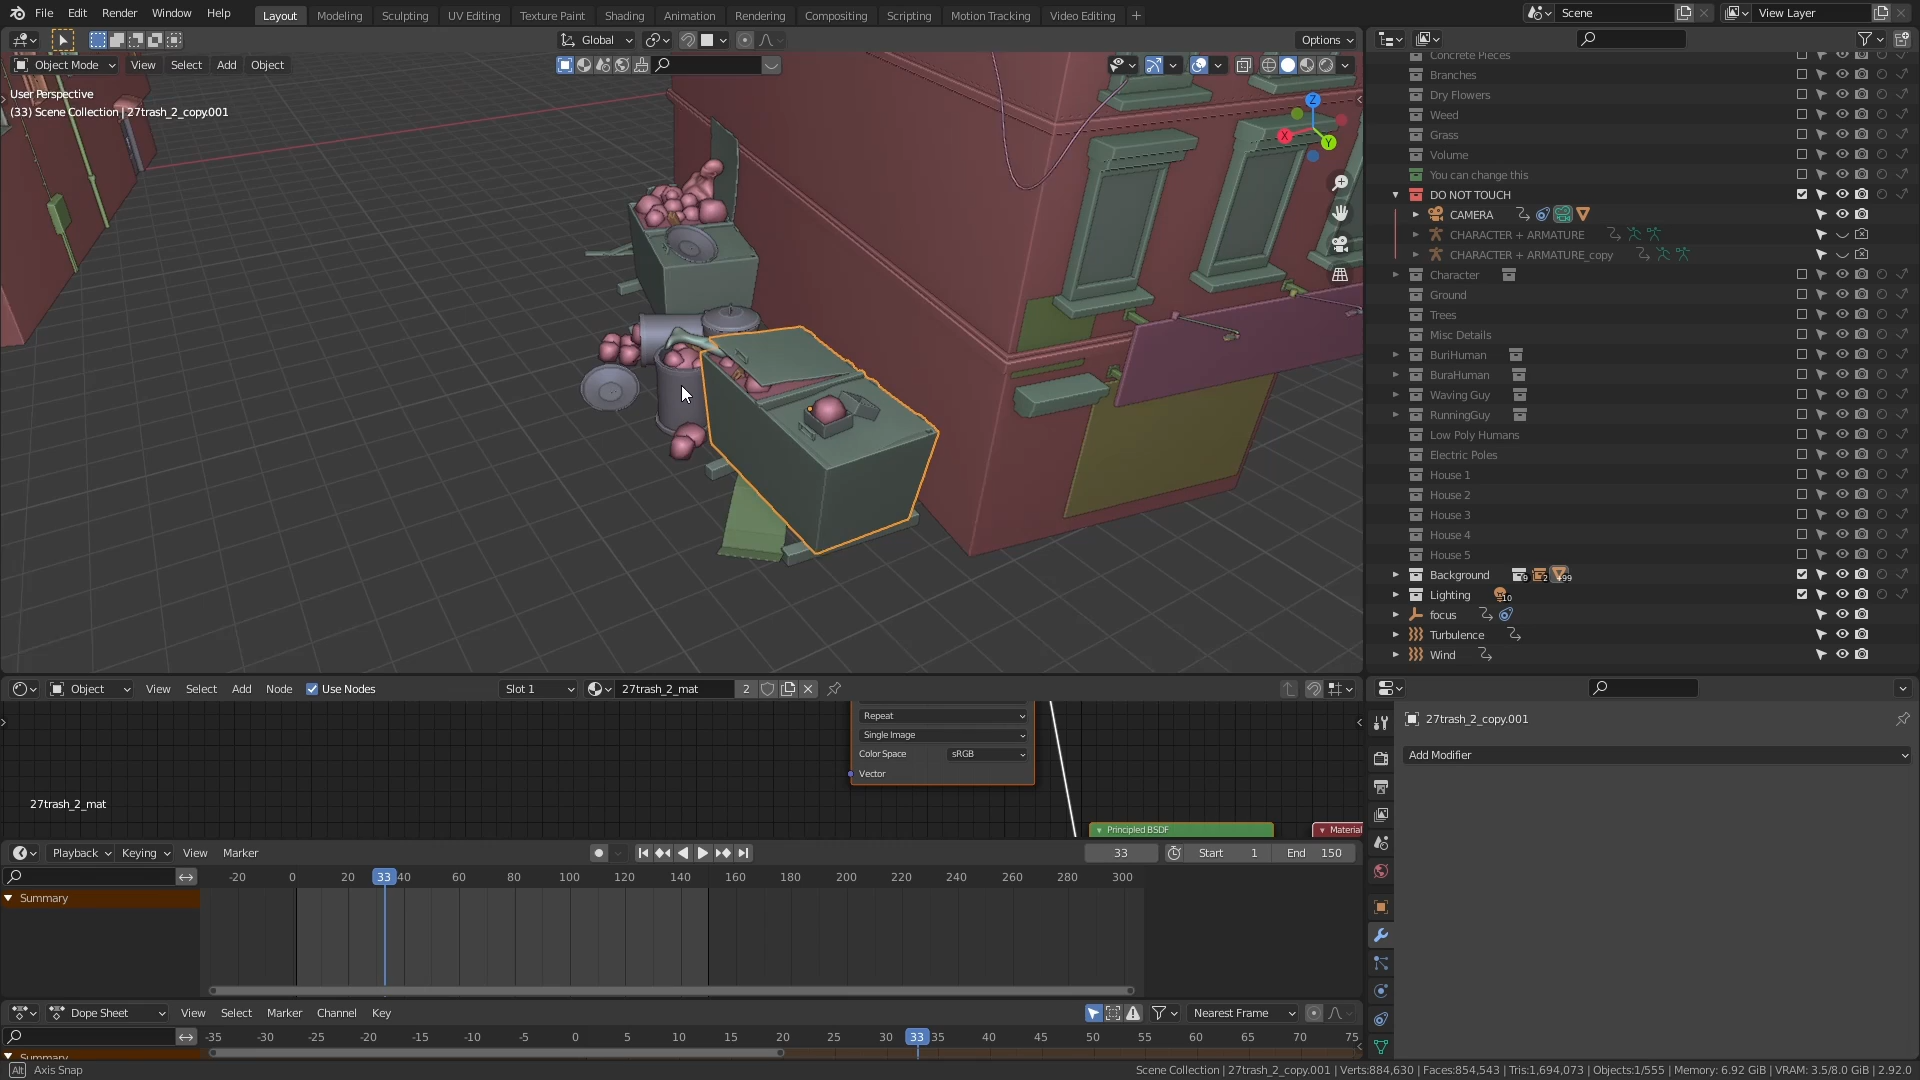 File Edit Render Window Help Layout Modeling Sculpting UV Editing Texture Paint Shading Animation Rendering Compositing Scripting Motion Tracking Video Editing + Scene View Layer
Global Options
Object Mode View Select Add Object
User Perspective
(33) Scene Collection | 27trash_2_copy.001
Z
X
Y
Concrete Pieces
Branches
Dry Flowers
Weed
Grass
Volume
You can change this
DO NOT TOUCH
CAMERA
CHARACTER + ARMATURE
CHARACTER + ARMATURE_copy
Character
Ground
Trees
Misc Details
BuriHuman
BuraHuman
Waving Guy
RunningGuy
Low Poly Humans
Electric Poles
House 1
House 2
House 3
House 4
House 5
Background 9 2 +99
Lighting 10
focus
Turbulence
Wind
Object View Select Add Node Use Nodes Slot 1 27trash_2_mat 2
Repeat
Single Image
Color Space sRGB
Vector
27trash_2_mat
Principled BSDF
Material
27trash_2_copy.001
Add Modifier
Playback Keying View Marker 33 Start 1 End 150
-20 0 20 33 40 60 80 100 120 140 160 180 200 220 240 260 280 300
Summary
Dope Sheet View Select Marker Channel Key Nearest Frame
-35 -30 -25 -20 -15 -10 -5 0 5 10 15 20 25 30 33 35 40 45 50 55 60 65 70 75
Summary
Alt Axis Snap
Scene Collection | 27trash_2_copy.001 | Verts:884,630 | Faces:854,543 | Tris:1,694,073 | Objects:1/555 | Memory: 6.92 GiB | VRAM: 3.5/8.0 GiB | 2.92.0